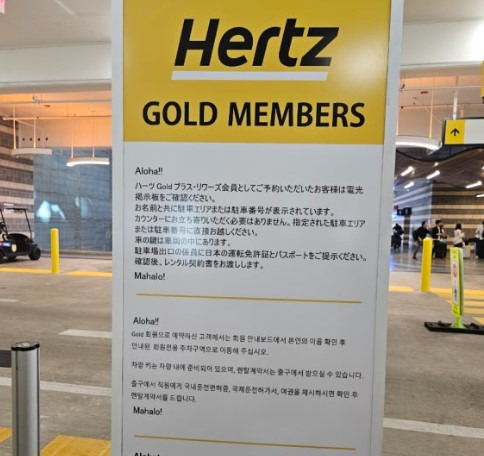 Hertz
GOLD MEMBERS
Aloha!!
ハーツ Gold プラス・リワーズ会員としてご予約いただいたお客様は電光
掲示板をご確認ください。
お名前と共に駐車エリアまたは駐車番号が表示されています。
カウンターにお立ち寄りいただく必要はありません。指定された駐車エリア
または駐車番号に直接お越しください。
車の鍵は車両の中にあります。
駐車場出口の係員に日本の運転免許証とパスポートをご提示ください。
確認後、レンタル契約書をお渡しします。
Mahalo!
Aloha!!
Gold 회원으로 예약하신 고객께서는 회원 안내보드에서 본인의 이름 확인 후
안내된 회원전용 주차구역으로 이동해 주십시오.
차량 키는 차량 내에 준비되어 있으며, 렌탈계약서는 출구에서 받으실 수 있습니다.
출구에서 직원에게 국내운전면허증, 국제운전허가서, 여권을 제시하시면 확인 후
렌탈계약서를 드립니다.
Mahalo!
Aloha!!